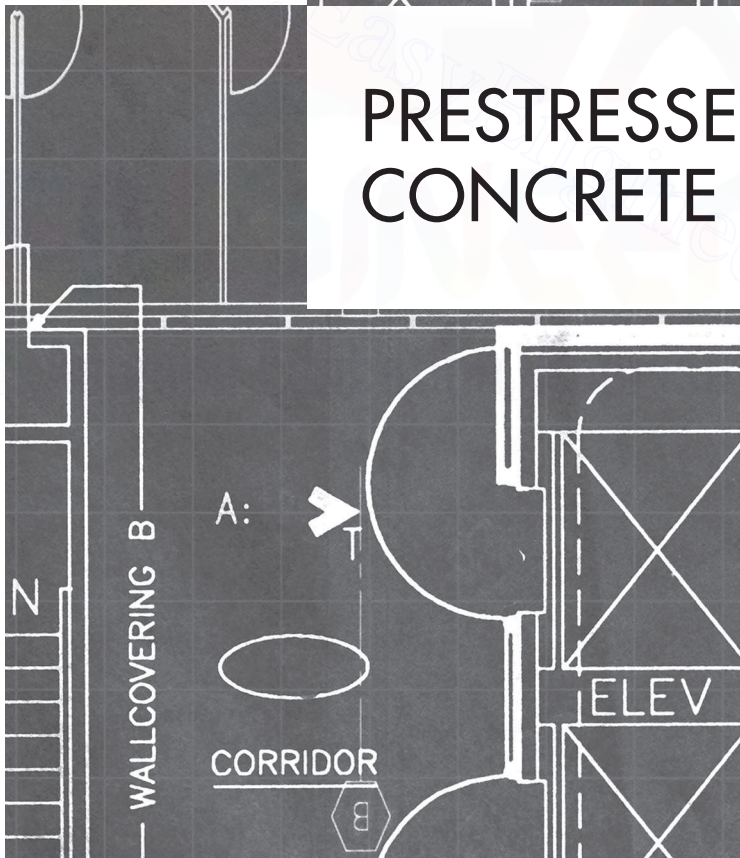 PRESTRESSE
CONCRETE
A:
T
WALLCOVERING B
N
ELEV
CORRIDOR
B